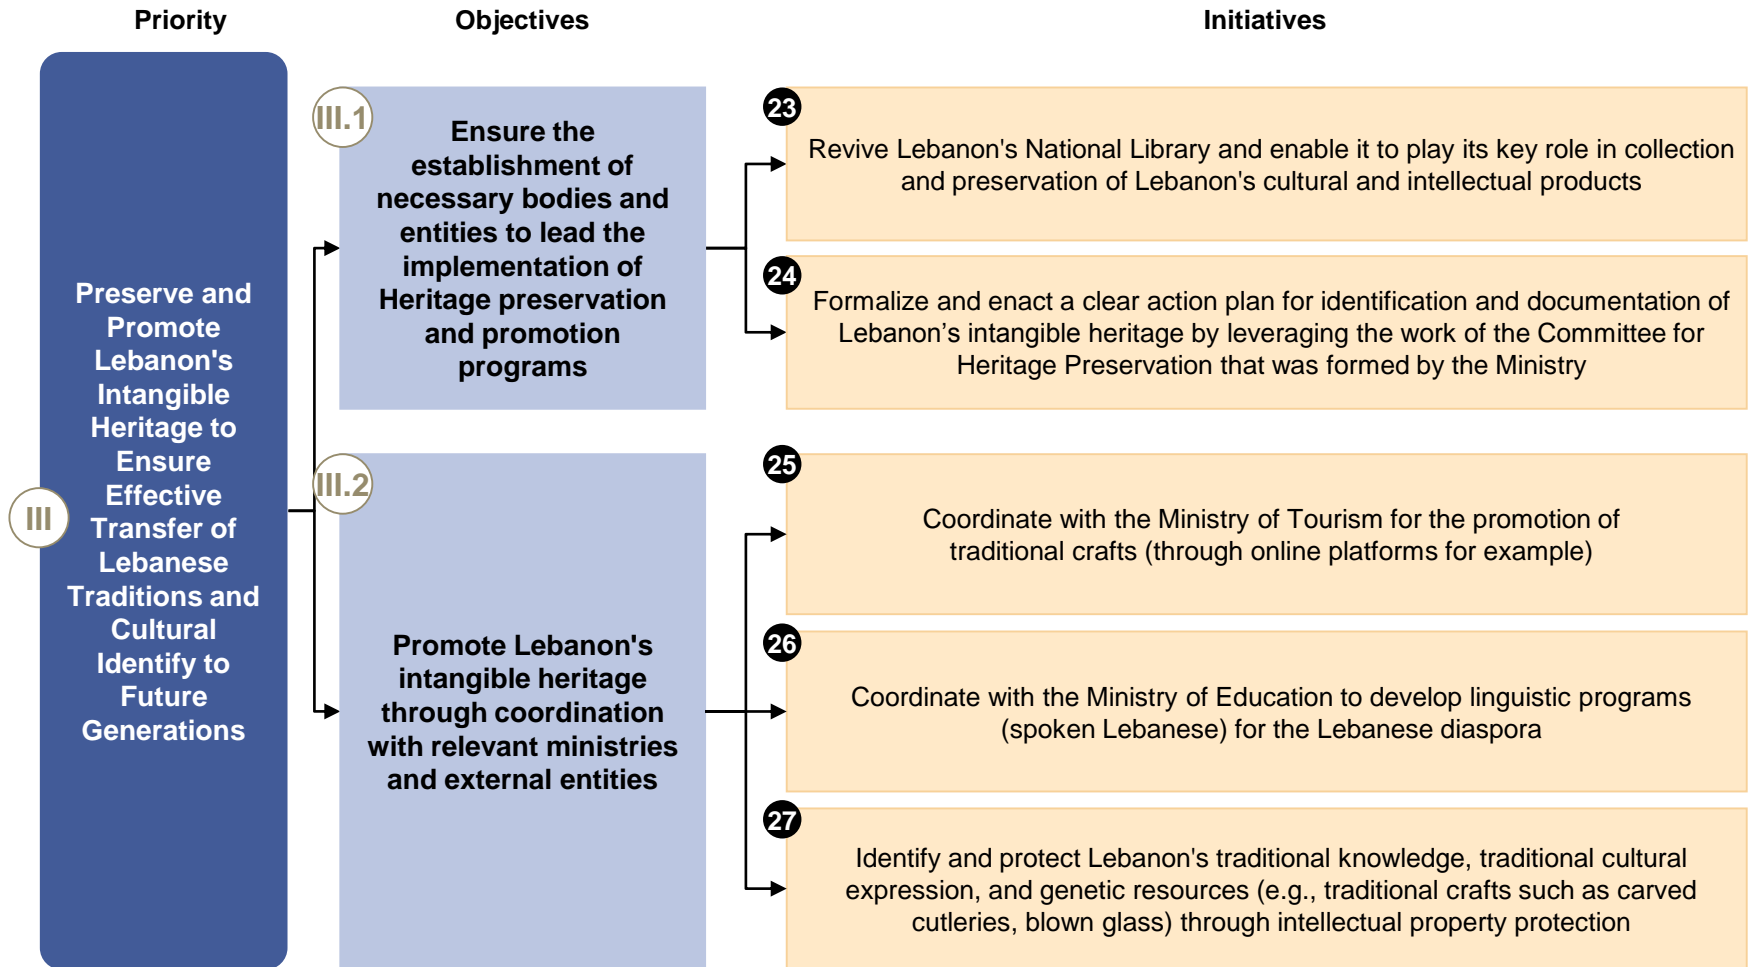 Priority
Objectives
Initiatives
III
Preserve and
Promote
Lebanon's
Intangible
Heritage to
Ensure
Effective
Transfer of
Lebanese
Traditions and
Cultural
Identify to
Future
Generations
III.1
Ensure the
establishment of
necessary bodies and
entities to lead the
implementation of
Heritage preservation
and promotion
programs
23
Revive Lebanon's National Library and enable it to play its key role in collection
and preservation of Lebanon's cultural and intellectual products
24
Formalize and enact a clear action plan for identification and documentation of
Lebanon’s intangible heritage by leveraging the work of the Committee for
Heritage Preservation that was formed by the Ministry
III.2
Promote Lebanon's
intangible heritage
through coordination
with relevant ministries
and external entities
25
Coordinate with the Ministry of Tourism for the promotion of
traditional crafts (through online platforms for example)
26
Coordinate with the Ministry of Education to develop linguistic programs
(spoken Lebanese) for the Lebanese diaspora
27
Identify and protect Lebanon's traditional knowledge, traditional cultural
expression, and genetic resources (e.g., traditional crafts such as carved
cutleries, blown glass) through intellectual property protection